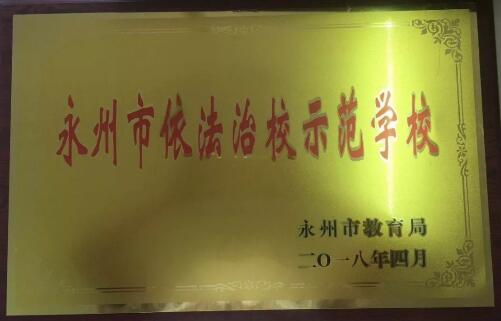 永州市依法治校示范学校
永州市教育局
二〇一八年四月